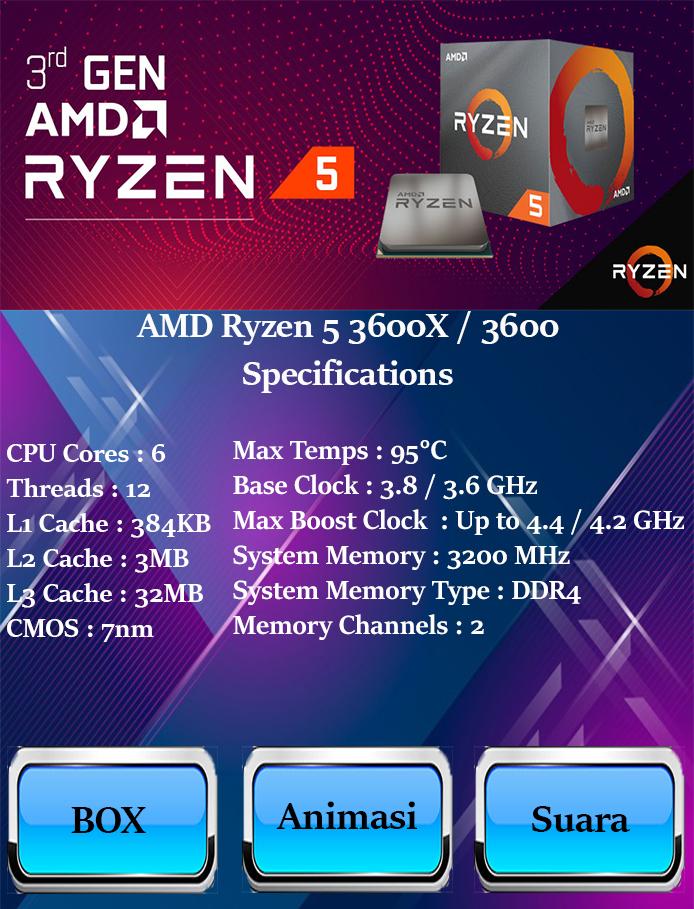 3rd GEN
AMD
RYZEN 5
AMD
RYZEN
5
AMD
RYZEN
AMD
AMD
RYZEN
RYZEN
AMD Ryzen 5 3600X / 3600
Specifications
CPU Cores : 6
Threads : 12
L1 Cache : 384KB
L2 Cache : 3MB
L3 Cache : 32MB
CMOS : 7nm
Max Temps : 95°C
Base Clock : 3.8 / 3.6 GHz
Max Boost Clock : Up to 4.4 / 4.2 GHz
System Memory : 3200 MHz
System Memory Type : DDR4
Memory Channels : 2
BOX
Animasi
Suara